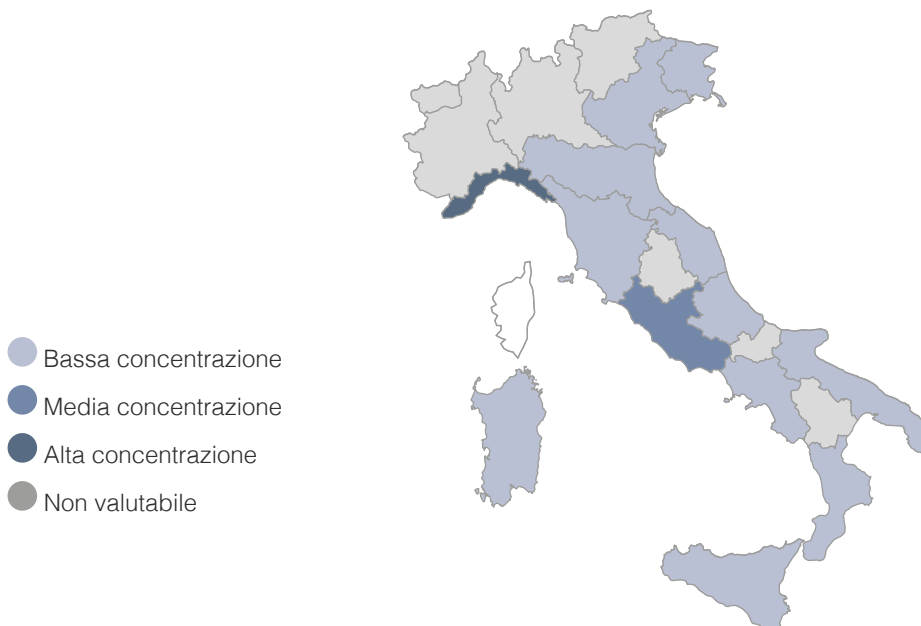 Bassa concentrazione
Media concentrazione
Alta concentrazione
Non valutabile